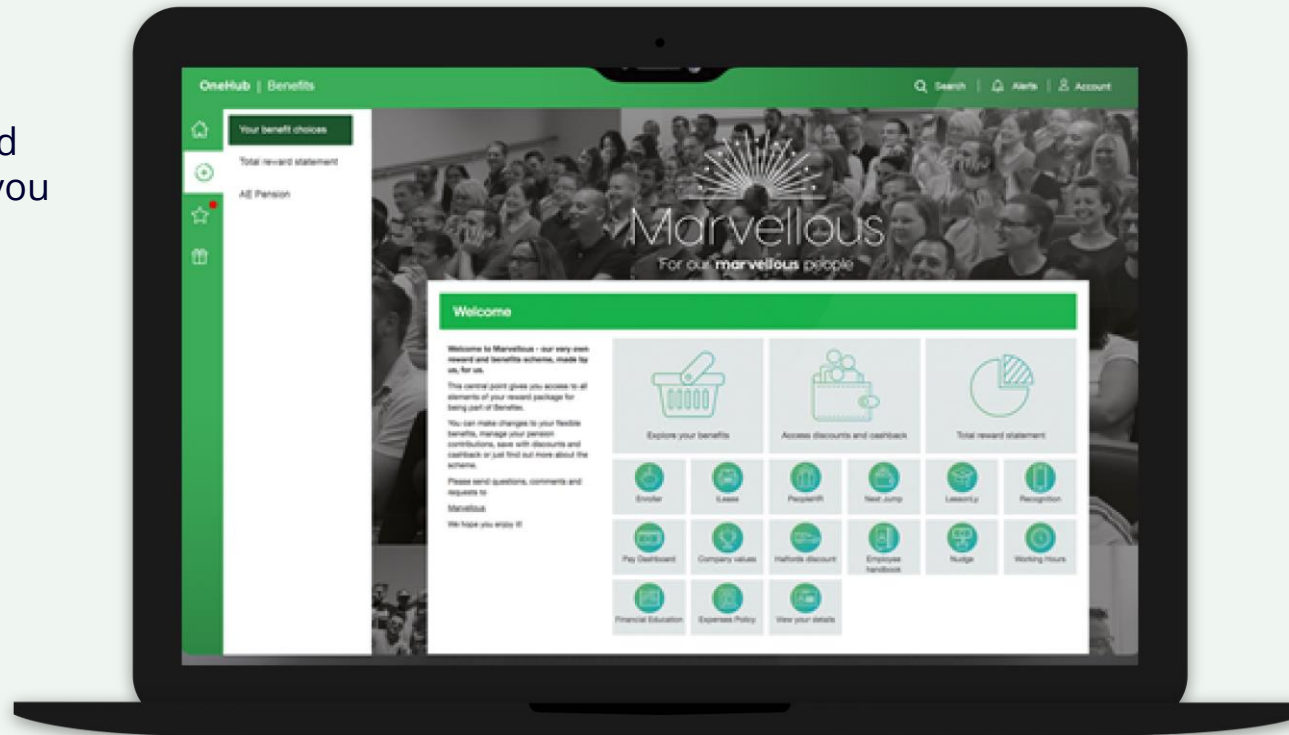 d
you
OneHub | Benefits
Search | Alerts | Account
Your benefit choices
Total reward statement
AE Pension
Marvellous
For our marvellous people
Welcome
Welcome to Marvellous - our very own
reward and benefits scheme, made by
us, for us.
This central point gives you access to all
elements of your reward package for
being part of Benefex.
You can make changes to your flexible
benefits, manage your pension
contributions, save with discounts and
cashback or just find out more about the
scheme.
Please send questions, comments and
requests to
Marvellous
We hope you enjoy it!
Explore your benefits
Access discounts and cashback
Total reward statement
Enroller
iLease
PeopleHR
Next Jump
LessonLy
Recognition
Pay Dashboard
Company values
Halfords discount
Employee
handbook
Nudge
Working Hours
Financial Education
Expenses Policy
View your details